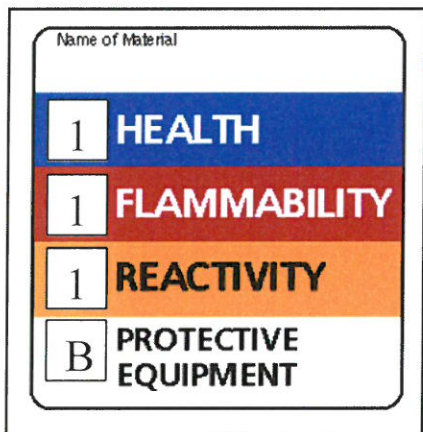 Name of Material
1 HEALTH
1 FLAMMABILITY
1 REACTIVITY
B PROTECTIVE
EQUIPMENT